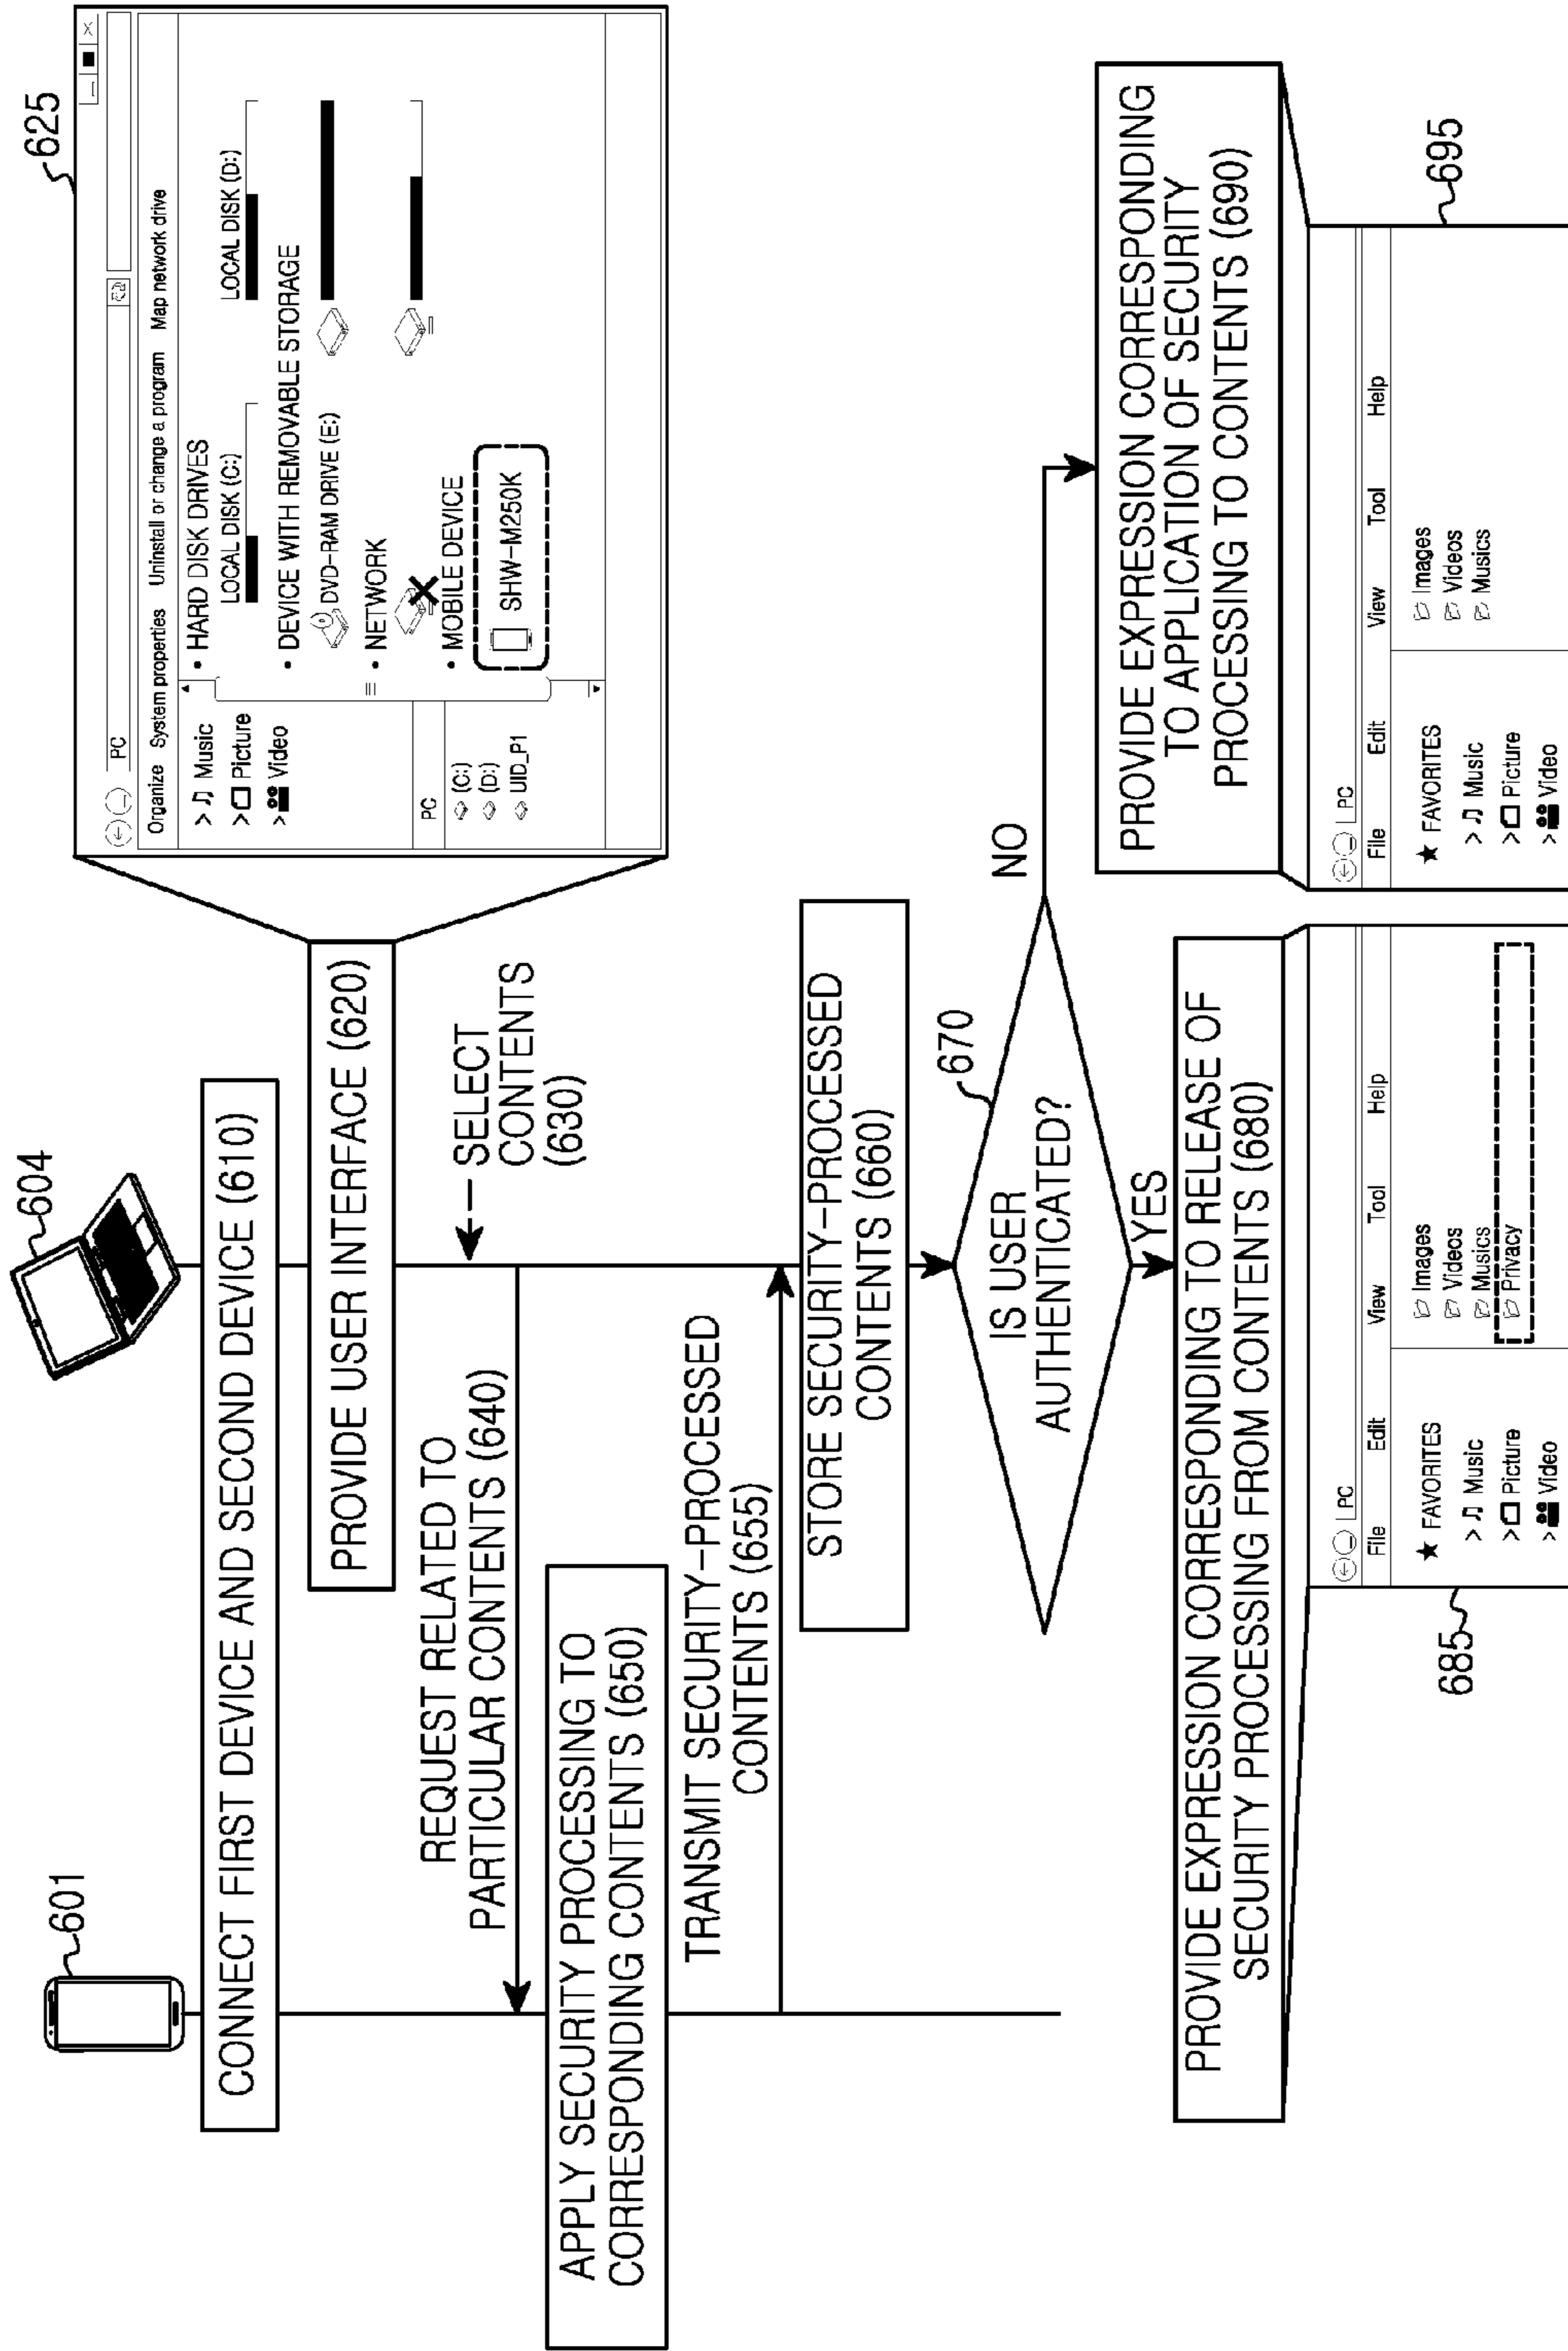 601
604
625
CONNECT FIRST DEVICE AND SECOND DEVICE (610)
PROVIDE USER INTERFACE (620)
PC
Organize System properties Uninstall or change a program Map network drive
> Music
> Picture
> Video
PC
(C:)
(D:)
UID_P1
• HARD DISK DRIVES
LOCAL DISK (C:) LOCAL DISK (D:)
• DEVICE WITH REMOVABLE STORAGE
DVD-RAM DRIVE (E:)
• NETWORK
• MOBILE DEVICE
SHW-M250K
SELECT
CONTENTS
(630)
REQUEST RELATED TO
PARTICULAR CONTENTS (640)
APPLY SECURITY PROCESSING TO
CORRESPONDING CONTENTS (650)
TRANSMIT SECURITY-PROCESSED
CONTENTS (655)
STORE SECURITY-PROCESSED
CONTENTS (660)
670
IS USER
AUTHENTICATED?
YES
NO
PROVIDE EXPRESSION CORRESPONDING TO RELEASE OF
SECURITY PROCESSING FROM CONTENTS (680)
PROVIDE EXPRESSION CORRESPONDING
TO APPLICATION OF SECURITY
PROCESSING TO CONTENTS (690)
685
PC
File Edit View Tool Help
★ FAVORITES
> Music
> Picture
> Video
Images
Videos
Musics
Privacy
695
PC
File Edit View Tool Help
★ FAVORITES
> Music
> Picture
> Video
Images
Videos
Musics